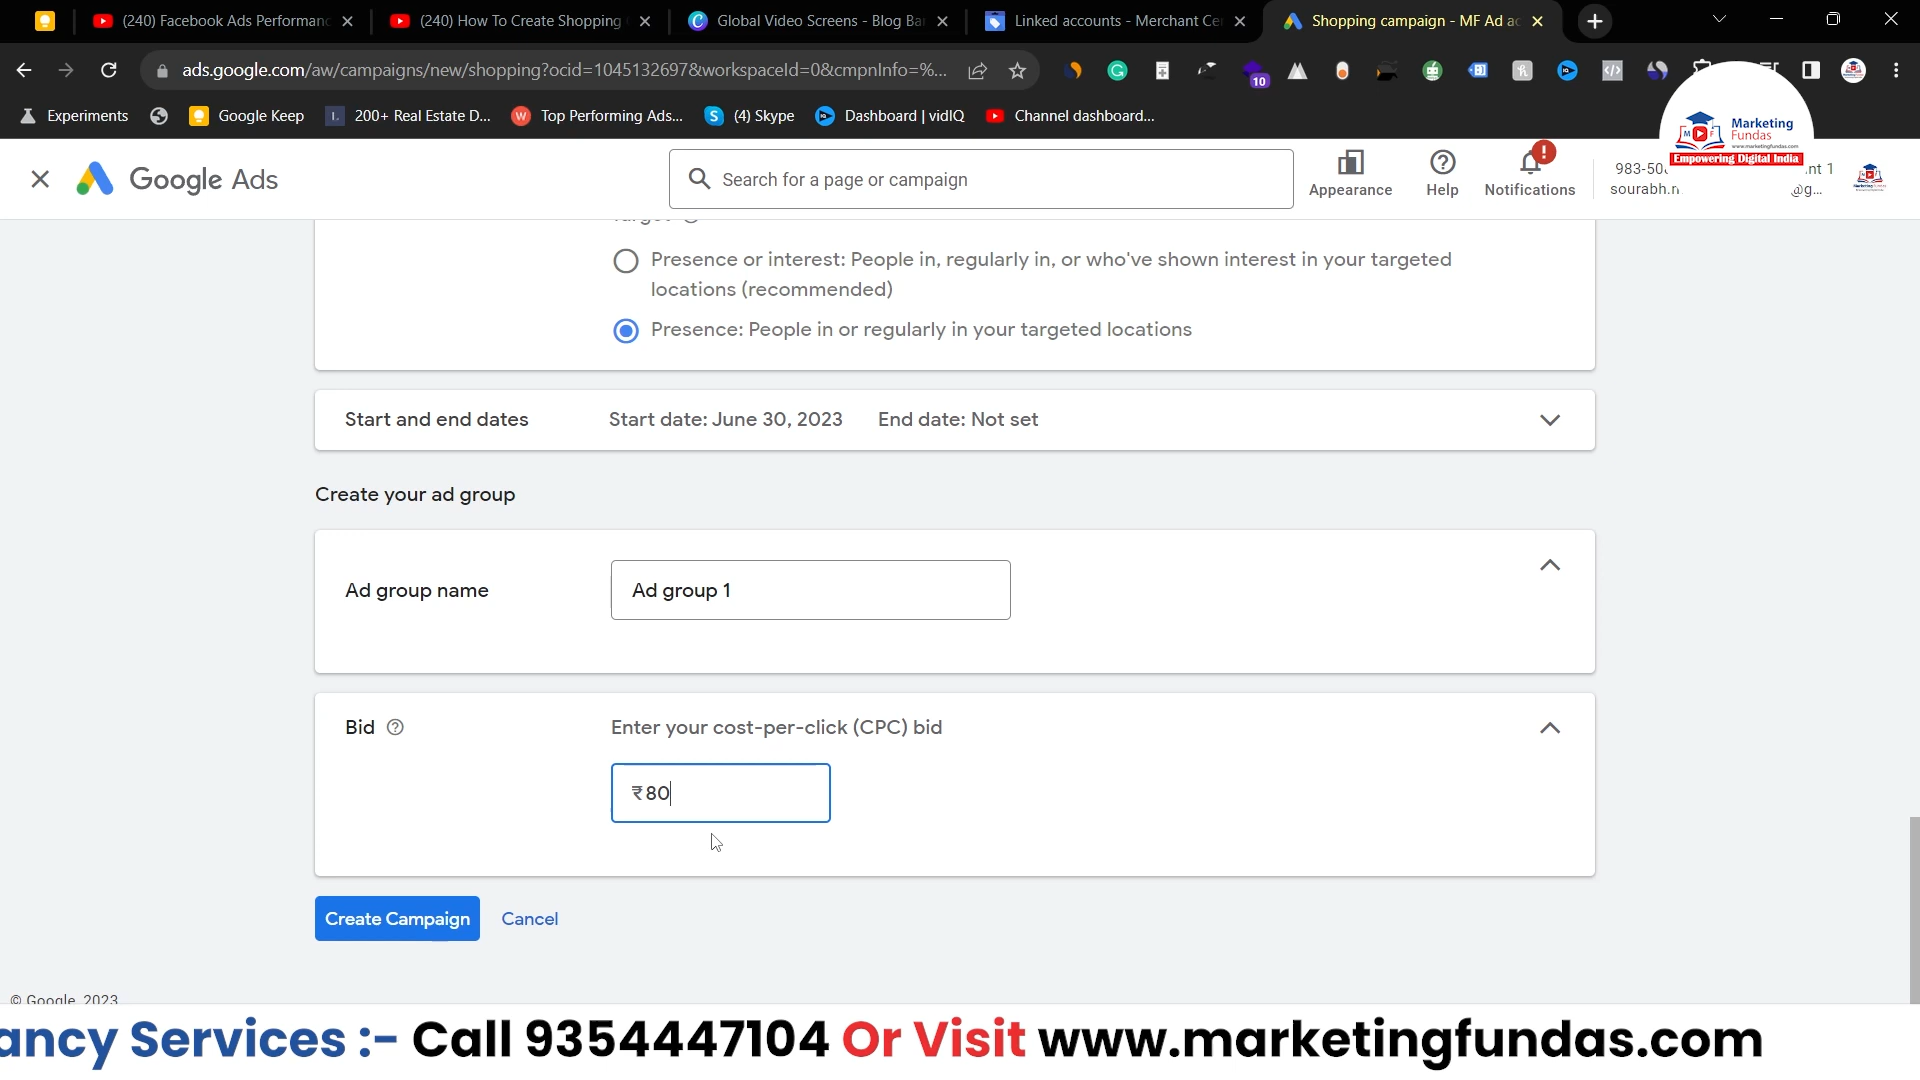 (240) Facebook Ads Performanc
(240) How To Create Shopping
Global Video Screens - Blog Ba
Linked accounts - Merchant Ce
Shopping campaign - MF Ad ac
ads.google.com/aw/campaigns/new/shopping?ocid=1045132697&workspaceId=0&cmpnInfo=%...
10
Experiments
Google Keep
200+ Real Estate D...
Top Performing Ads...
(4) Skype
Dashboard | vidIQ
Channel dashboard...
Marketing
Fundas
www.marketingfundas.com
Empowering Digital India
Google Ads
Search for a page or campaign
Appearance
Help
Notifications
983-50
nt 1
sourabh.n
@g...
Presence or interest: People in, regularly in, or who've shown interest in your targeted
locations (recommended)
Presence: People in or regularly in your targeted locations
Start and end dates
Start date: June 30, 2023
End date: Not set
Create your ad group
Ad group name
Ad group 1
Bid
Enter your cost-per-click (CPC) bid
₹80
Create Campaign
Cancel
© Google, 2023
ancy Services :- Call 9354447104 Or Visit www.marketingfundas.com